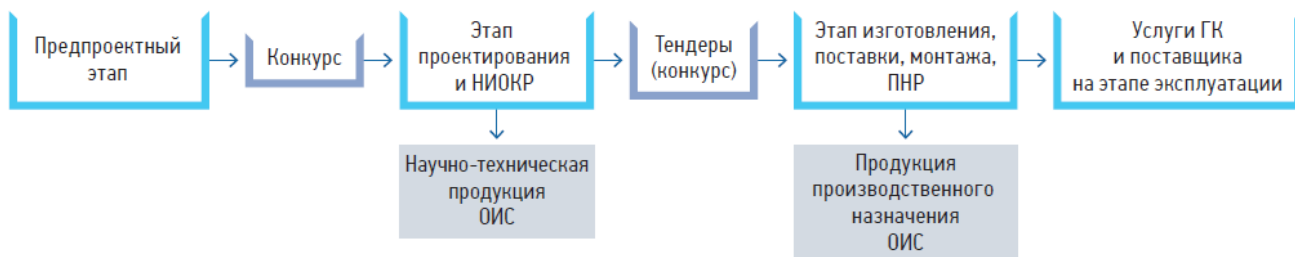 Предпроектный
этап
Конкурс
Этап
проектирования
и НИОКР
Тендеры
(конкурс)
Этап изготовления,
поставки, монтажа,
ПНР
Услуги ГК
и поставщика
на этапе эксплуатации
Научно-техническая
продукция
ОИС
Продукция
производственного
назначения
ОИС